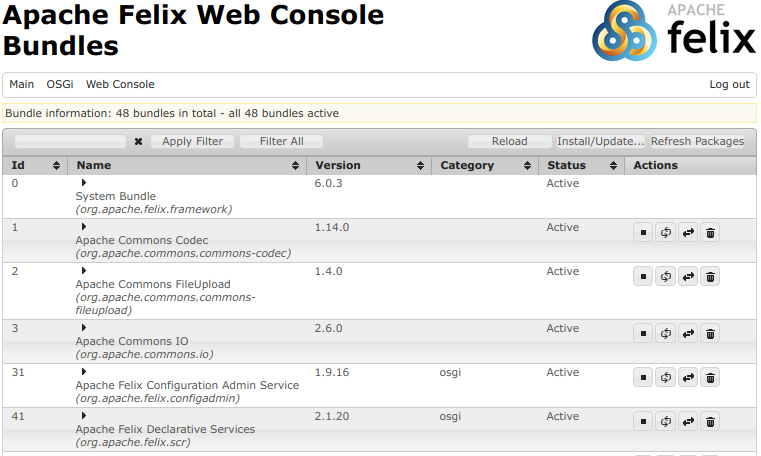 Apache Felix Web Console
Bundles
APACHE
felix
Main OSGi Web Console Log out
Bundle information: 48 bundles in total - all 48 bundles active
Apply Filter Filter All Reload Install/Update... Refresh Packages
Id Name Version Category Status Actions
0 6.0.3 Active
System Bundle
(org.apache.felix.framework)
1 1.14.0 Active
Apache Commons Codec
(org.apache.commons.commons-codec)
2 1.4.0 Active
Apache Commons FileUpload
(org.apache.commons.commons-
fileupload)
3 2.6.0 Active
Apache Commons IO
(org.apache.commons.io)
31 1.9.16 osgi Active
Apache Felix Configuration Admin Service
(org.apache.felix.configadmin)
41 2.1.20 osgi Active
Apache Felix Declarative Services
(org.apache.felix.scr)